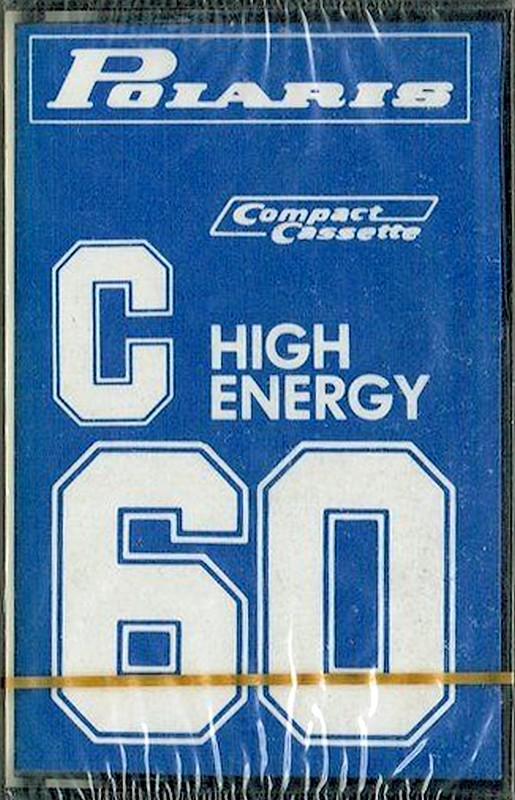 POLARIS
Compact
Cassette
C
HIGH
ENERGY
60